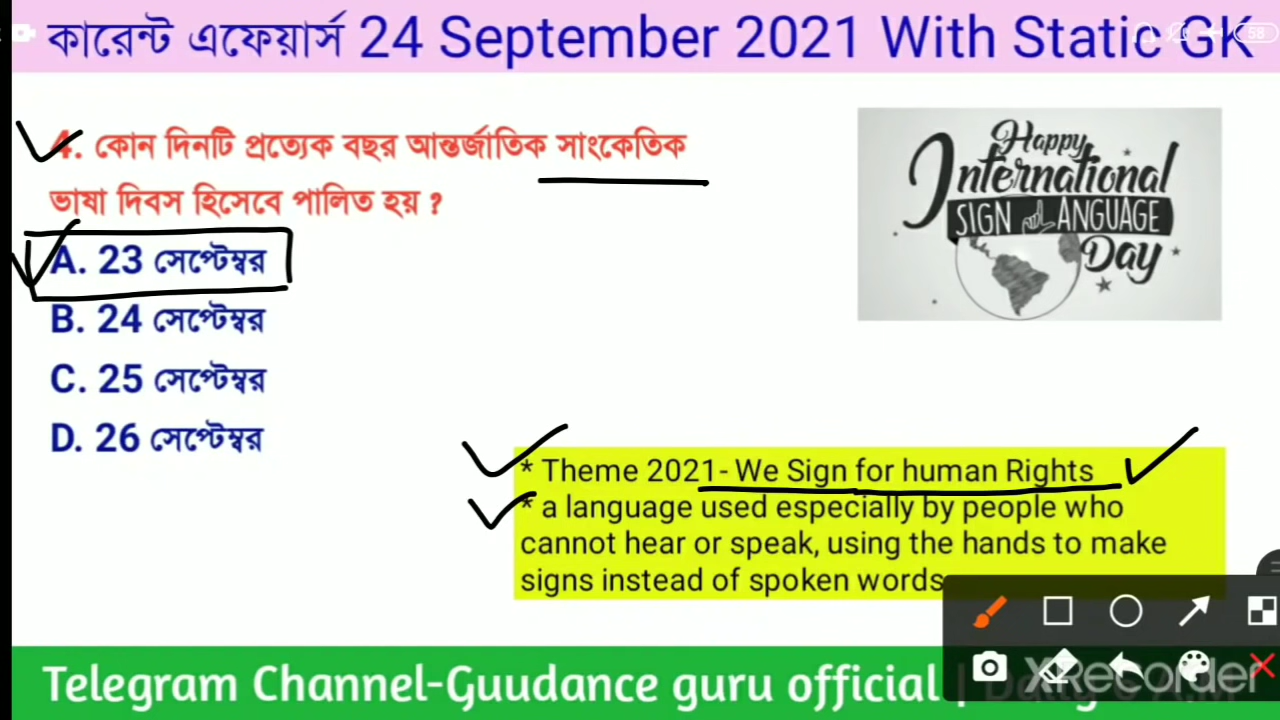 কারেন্ট এফেয়ার্স 24 September 2021 With Static GK
58
4. কোন দিনটি প্রত্যেক বছর আন্তর্জাতিক সাংকেতিক
ভাষা দিবস হিসেবে পালিত হয় ?
A. 23 সেপ্টেম্বর
B. 24 সেপ্টেম্বর
C. 25 সেপ্টেম্বর
D. 26 সেপ্টেম্বর
Happy
International
SIGN LANGUAGE
Day
* Theme 2021- We Sign for human Rights
* a language used especially by people who
cannot hear or speak, using the hands to make
signs instead of spoken words
Telegram Channel-Guudance guru official |
XRecorder